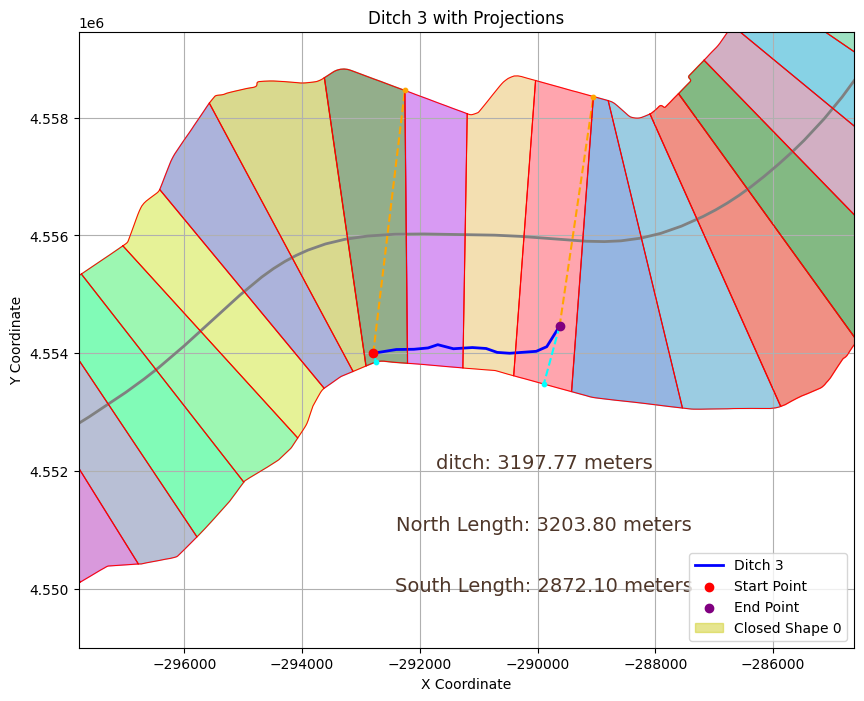 Ditch 3 with Projections
1e6
4.558
4.556
4.554
4.552
4.550
Y Coordinate
ditch: 3197.77 meters
North Length: 3203.80 meters
South Length: 2872.10 meters
Ditch 3
Start Point
End Point
Closed Shape 0
−296000 −294000 −292000 −290000 −288000 −286000
X Coordinate